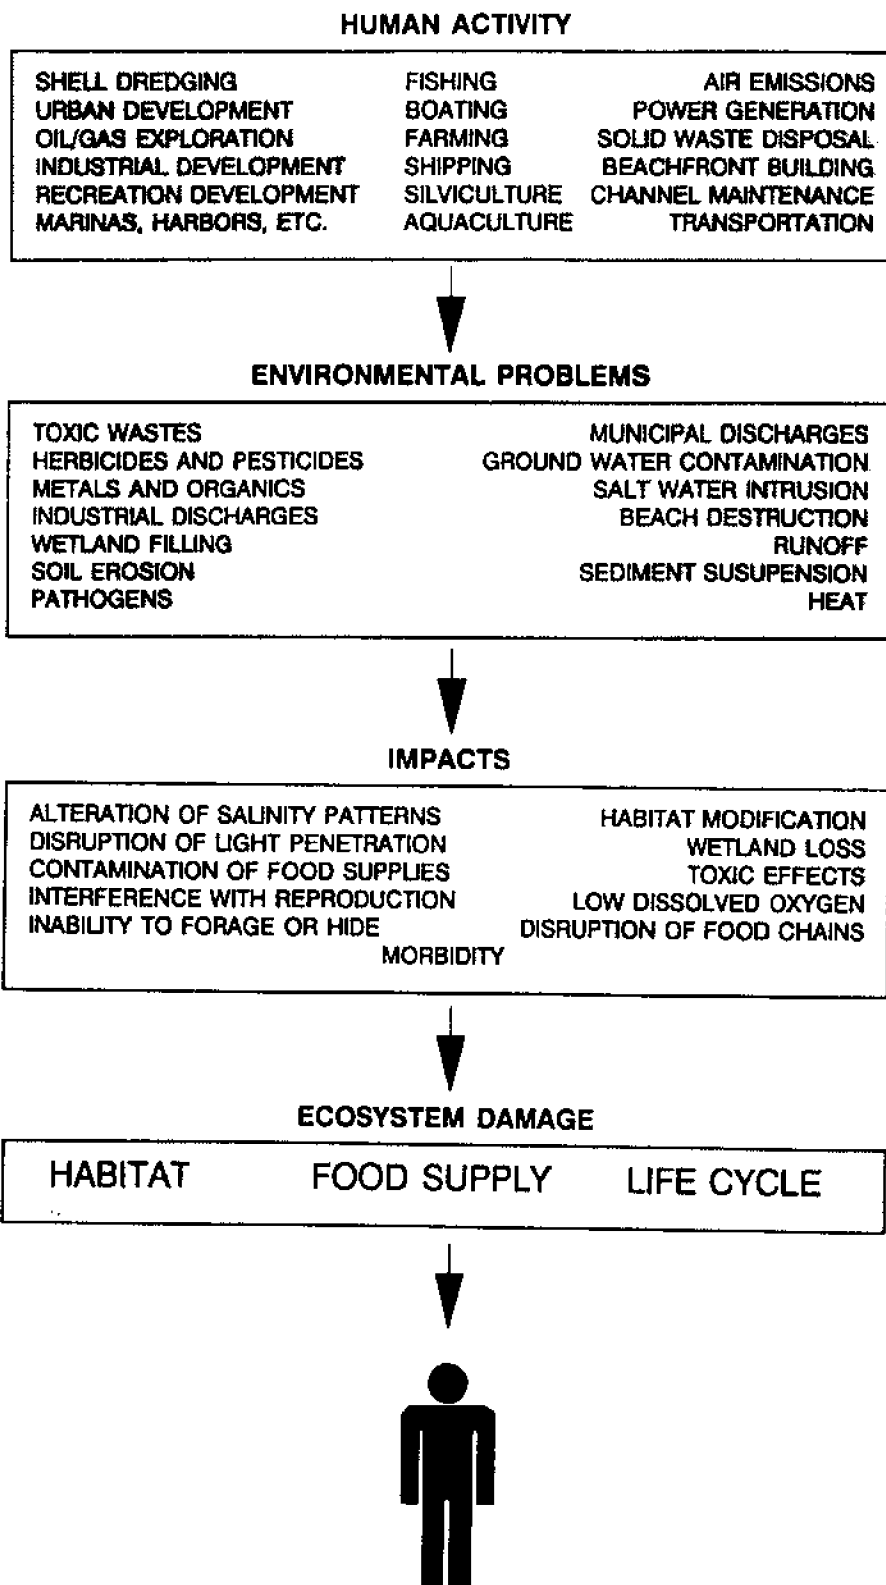 HUMAN ACTIVITY
SHELL DREDGING FISHING AIR EMISSIONS
URBAN DEVELOPMENT BOATING POWER GENERATION
OIL/GAS EXPLORATION FARMING SOLID WASTE DISPOSAL
INDUSTRIAL DEVELOPMENT SHIPPING BEACHFRONT BUILDING
RECREATION DEVELOPMENT SILVICULTURE CHANNEL MAINTENANCE
MARINAS, HARBORS, ETC. AQUACULTURE TRANSPORTATION
ENVIRONMENTAL PROBLEMS
TOXIC WASTES MUNICIPAL DISCHARGES
HERBICIDES AND PESTICIDES GROUND WATER CONTAMINATION
METALS AND ORGANICS SALT WATER INTRUSION
INDUSTRIAL DISCHARGES BEACH DESTRUCTION
WETLAND FILLING RUNOFF
SOIL EROSION SEDIMENT SUSUPENSION
PATHOGENS HEAT
IMPACTS
ALTERATION OF SALINITY PATTERNS HABITAT MODIFICATION
DISRUPTION OF LIGHT PENETRATION WETLAND LOSS
CONTAMINATION OF FOOD SUPPLIES TOXIC EFFECTS
INTERFERENCE WITH REPRODUCTION LOW DISSOLVED OXYGEN
INABILITY TO FORAGE OR HIDE DISRUPTION OF FOOD CHAINS
MORBIDITY
ECOSYSTEM DAMAGE
HABITAT FOOD SUPPLY LIFE CYCLE